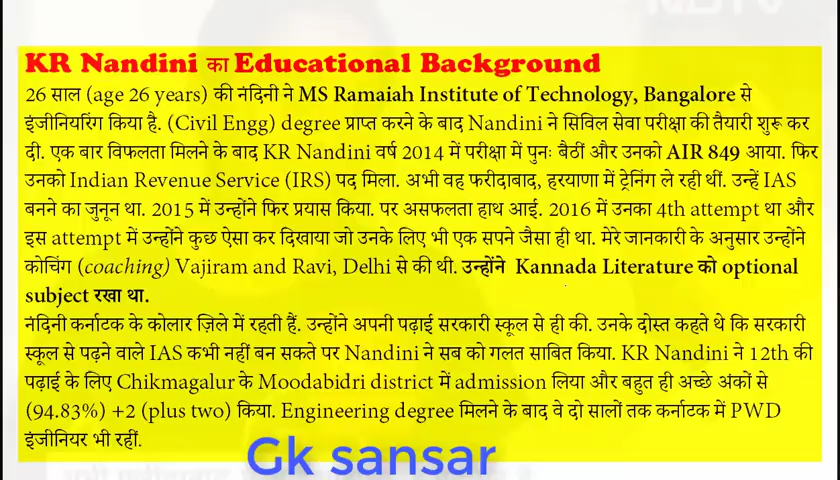 KR Nandini का Educational Background
26 साल (age 26 years) की नंदिनी ने MS Ramaiah Institute of Technology, Bangalore से
इंजीनियरिंग किया है. (Civil Engg) degree प्राप्त करने के बाद Nandini ने सिविल सेवा परीक्षा की तैयारी शुरू कर
दी. एक बार विफलता मिलने के बाद KR Nandini वर्ष 2014 में परीक्षा में पुनः बैठीं और उनको AIR 849 आया. फिर
उनको Indian Revenue Service (IRS) पद मिला. अभी वह फरीदाबाद, हरयाणा में ट्रेनिंग ले रही थीं. उन्हें IAS
बनने का जुनून था. 2015 में उन्होंने फिर प्रयास किया. पर असफलता हाथ आई. 2016 में उनका 4th attempt था और
इस attempt में उन्होंने कुछ ऐसा कर दिखाया जो उनके लिए भी एक सपने जैसा ही था. मेरे जानकारी के अनुसार उन्होंने
कोचिंग (coaching) Vajiram and Ravi, Delhi से की थी. उन्होंने Kannada Literature को optional
subject रखा था.
नंदिनी कर्नाटक के कोलार ज़िले में रहती हैं. उन्होंने अपनी पढ़ाई सरकारी स्कूल से ही की. उनके दोस्त कहते थे कि सरकारी
स्कूल से पढ़ने वाले IAS कभी नहीं बन सकते पर Nandini ने सब को गलत साबित किया. KR Nandini ने 12th की
पढ़ाई के लिए Chikmagalur के Moodabidri district में admission लिया और बहुत ही अच्छे अंकों से
(94.83%) +2 (plus two) किया. Engineering degree मिलने के बाद वे दो सालों तक कर्नाटक में PWD
इंजीनियर भी रहीं.
Gk sansar